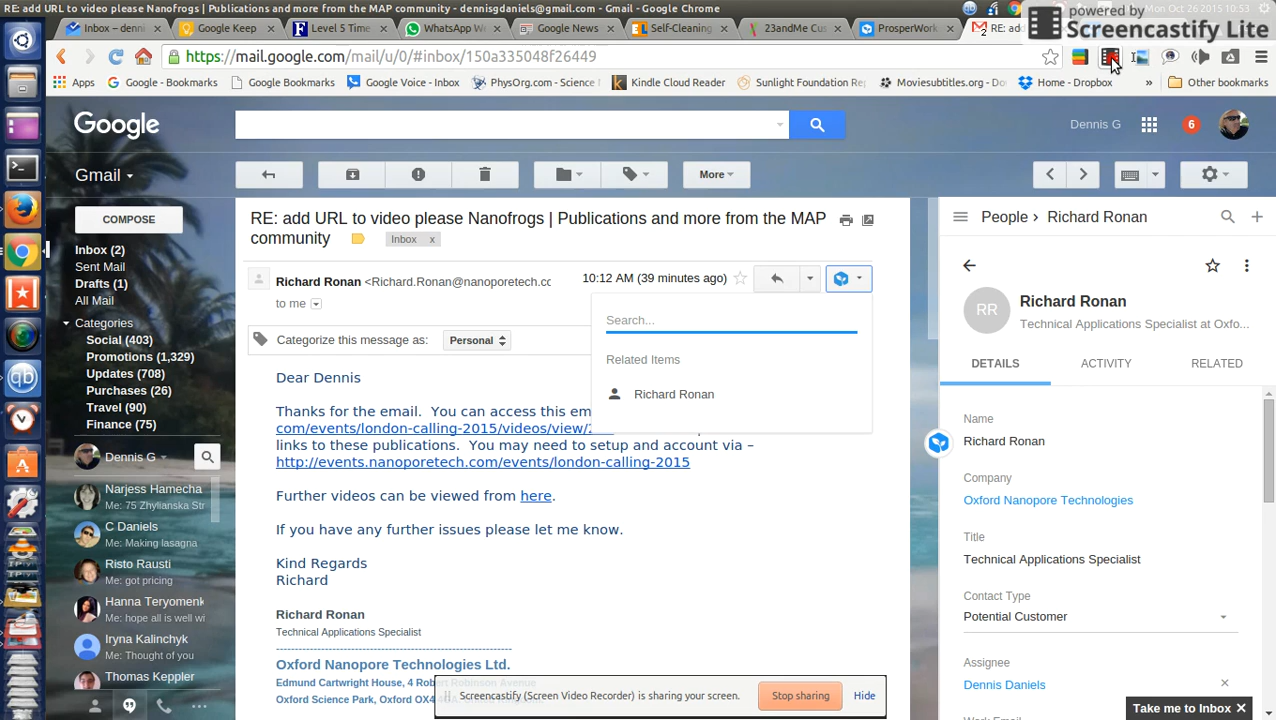 RE: add URL to video please Nanofrogs | Publications and more from the MAP community - dennisgdaniels@gmail.com - Gmail - Google Chrome
Mon Oct 26 2015 10:53
powered by
Screencastify Lite
Inbox – denni
Google Keep
Level 5 The
WhatsApp
Google news
Self-Cleaning
23andMe Cus
ProsperWork
RE: add
https://mail.google.com/mail/u/0/#inbox/150a335048f26449
Apps
Google - Bookmarks
Google Bookmarks
Google Voice - Inbox
PhysOrg.com - Science
Kindle Cloud Reader
Sunlight Foundation Rep
Moviesubtitles.org - Do
Home - Dropbox
»
Other bookmarks
Google
Dennis G
6
Gmail
More
COMPOSE
Inbox (2)
Sent Mail
Drafts (1)
All Mail
Categories
Social (403)
Promotions (1,329)
Updates (708)
Purchases (26)
Travel (90)
Finance (75)
Dennis G
Narjess Hamecha
Me: 75 Zhylianska Str
C Daniels
Me: Making lasagna
Risto Rausti
Me: got pricing
Hanna Teryomenk
Me: hope all is well wi
Iryna Kalinchyk
Me: Thought of you
Thomas Keppler
RE: add URL to video please Nanofrogs | Publications and more from the MAP
community
Inbox x
Richard Ronan <Richard.Ronan@nanoporetech.cc
10:12 AM (39 minutes ago)
to me
Search...
Related Items
Richard Ronan
Categorize this message as:
Personal
Dear Dennis
Thanks for the email. You can access this em
com/events/london-calling-2015/videos/view/
links to these publications. You may need to setup and account via –
http://events.nanoporetech.com/events/london-calling-2015
Further videos can be viewed from here.
If you have any further issues please let me know.
Kind Regards
Richard
Richard Ronan
Technical Applications Specialist
----------------------------------------------------------
Oxford Nanopore Technologies Ltd.
Edmund Cartwright House, 4 Robert Robinson Avenue
Oxford Science Park, Oxford OX4
Screencastify (Screen Video Recorder) is sharing your screen.
Stop sharing
Hide
People › Richard Ronan
RR
Richard Ronan
Technical Applications Specialist at Oxfo...
DETAILS
ACTIVITY
RELATED
Name
Richard Ronan
Company
Oxford Nanopore Technologies
Title
Technical Applications Specialist
Contact Type
Potential Customer
Assignee
Dennis Daniels
Take me to Inbox